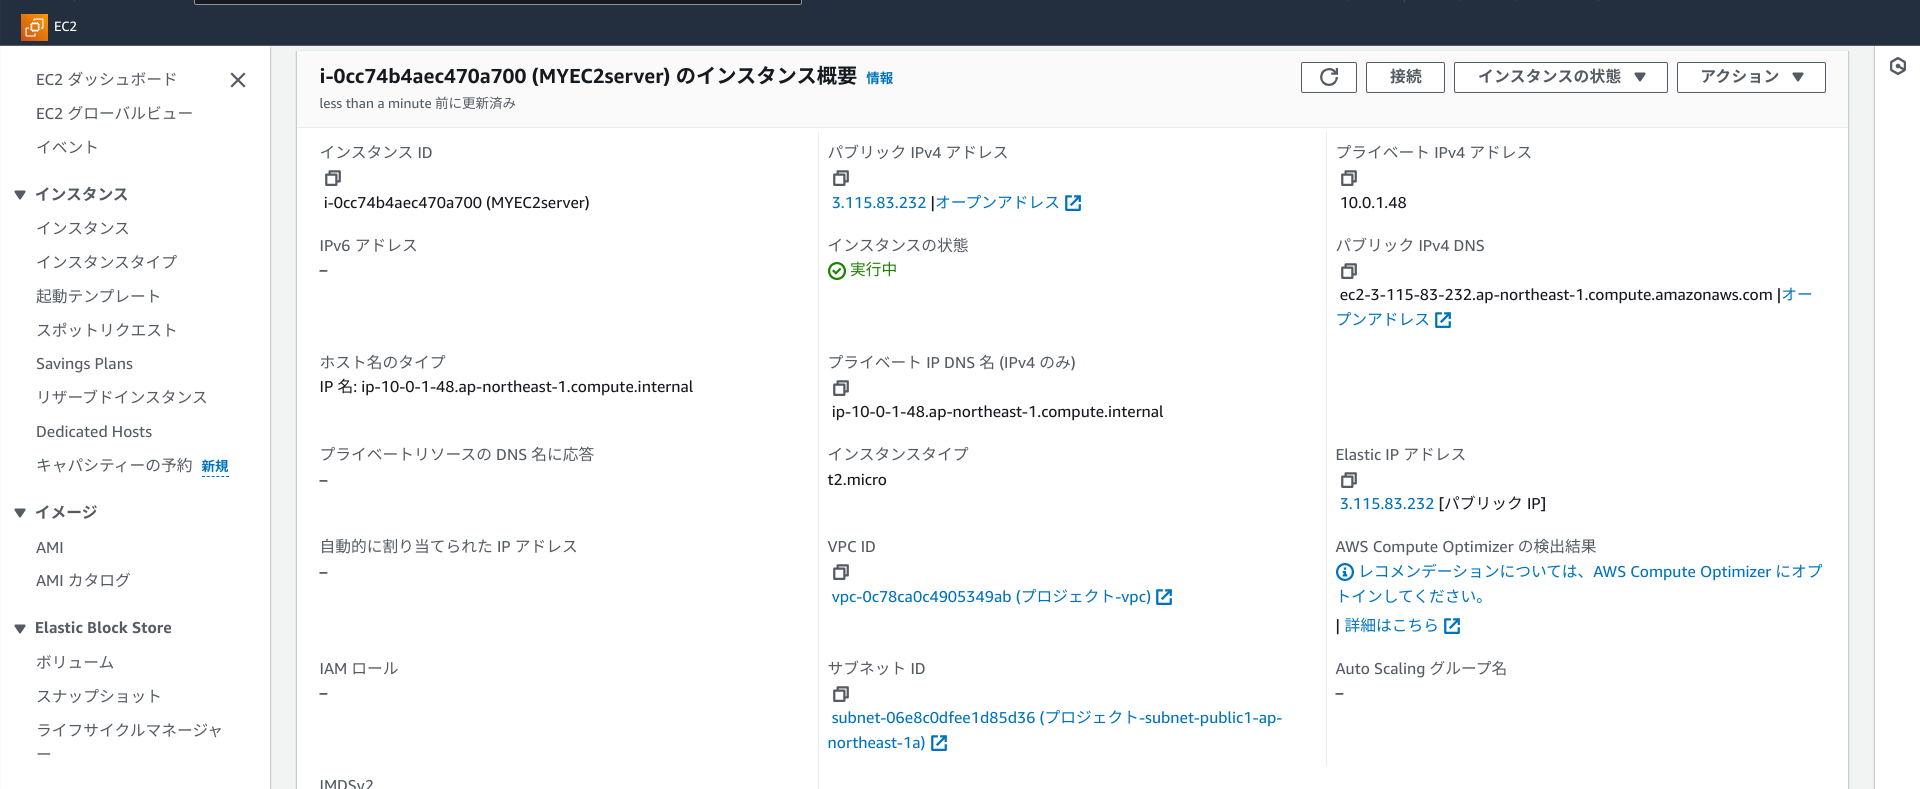 EC2
EC2 ダッシュボード
EC2 グローバルビュー
イベント
インスタンス
インスタンス
インスタンスタイプ
起動テンプレート
スポットリクエスト
Savings Plans
リザーブドインスタンス
Dedicated Hosts
キャパシティーの予約 新規
イメージ
AMI
AMI カタログ
Elastic Block Store
ボリューム
スナップショット
ライフサイクルマネージャ
ー
i-0cc74b4aec470a700 (MYEC2server) のインスタンス概要 情報
less than a minute 前に更新済み
接続
インスタンスの状態
アクション
インスタンス ID
i-0cc74b4aec470a700 (MYEC2server)
パブリック IPv4 アドレス
3.115.83.232 |オープンアドレス
プライベート IPv4 アドレス
10.0.1.48
IPv6 アドレス
–
インスタンスの状態
実行中
パブリック IPv4 DNS
ec2-3-115-83-232.ap-northeast-1.compute.amazonaws.com |オー
プンアドレス
ホスト名のタイプ
IP 名: ip-10-0-1-48.ap-northeast-1.compute.internal
プライベート IP DNS 名 (IPv4 のみ)
ip-10-0-1-48.ap-northeast-1.compute.internal
プライベートリソースの DNS 名に応答
–
インスタンスタイプ
t2.micro
Elastic IP アドレス
3.115.83.232 [パブリック IP]
自動的に割り当てられた IP アドレス
–
VPC ID
vpc-0c78ca0c4905349ab (プロジェクト-vpc)
AWS Compute Optimizer の検出結果
レコメンデーションについては、AWS Compute Optimizer にオプ
トインしてください。
| 詳細はこちら
IAM ロール
–
サブネット ID
subnet-06e8c0dfee1d85d36 (プロジェクト-subnet-public1-ap-
northeast-1a)
Auto Scaling グループ名
–
IMDSv2